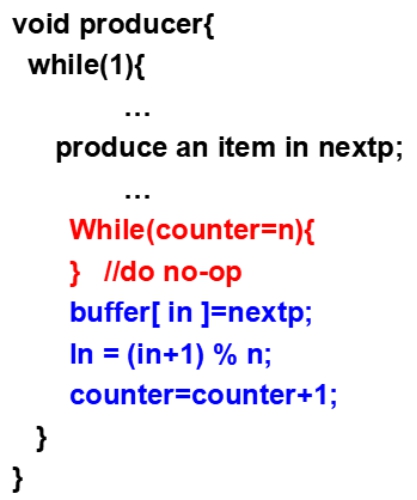 void producer{
while(1){
...
produce an item in nextp;
...
While(counter=n){
} //do no-op
buffer[ in ]=nextp;
In = (in+1) % n;
counter=counter+1;
}
}